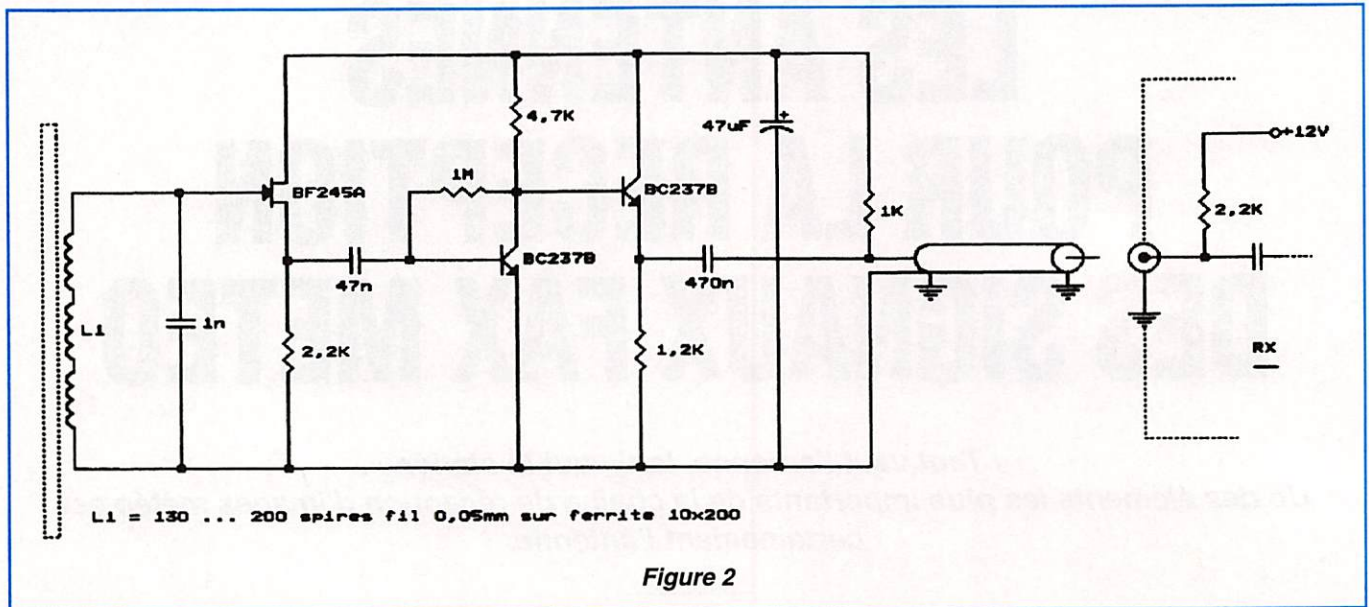 4,7K
47uF
+
+12V
1M
BF245A
BC237B
2,2K
1K
BC237B
47n
470n
L1
1n
2,2K
1,2K
RX
L1 = 130 ... 200 spires fil 0,05mm sur ferrite 10x200
Figure 2